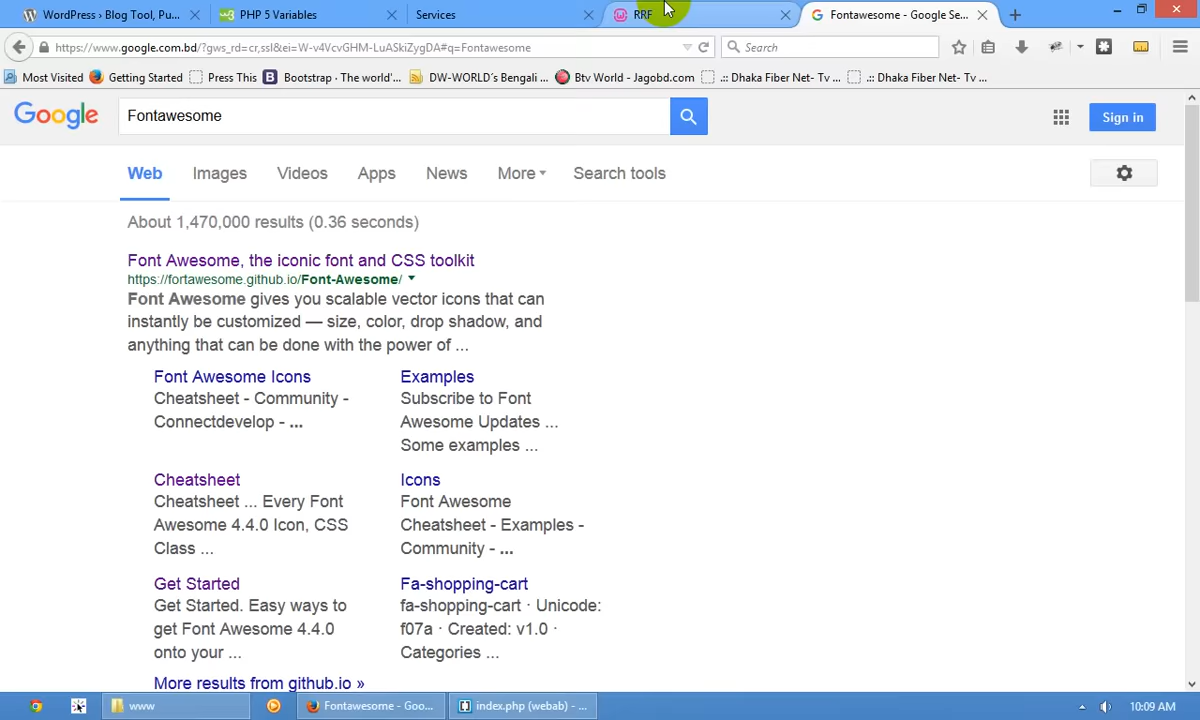 WordPress › Blog Tool, Pu...
PHP 5 Variables
Services
RRF
Fontawesome - Google Se...
https://www.google.com.bd/?gws_rd=cr,ssl&ei=W-v4VcvGHM-LuASkiZygDA#q=Fontawesome
Search
Most Visited
Getting Started
Press This
Bootstrap · The world'...
DW-WORLD´s Bengali ...
Btv World - Jagobd.com
.:: Dhaka Fiber Net- Tv ...
.:: Dhaka Fiber Net- Tv ...
Google
Fontawesome
Sign in
Web
Images
Videos
Apps
News
More
Search tools
About 1,470,000 results (0.36 seconds)
Font Awesome, the iconic font and CSS toolkit
https://fortawesome.github.io/Font-Awesome/
Font Awesome gives you scalable vector icons that can
instantly be customized — size, color, drop shadow, and
anything that can be done with the power of ...
Font Awesome Icons
Cheatsheet - Community -
Connectdevelop - ...
Examples
Subscribe to Font
Awesome Updates ...
Some examples ...
Cheatsheet
Cheatsheet ... Every Font
Awesome 4.4.0 Icon, CSS
Class ...
Icons
Font Awesome
Cheatsheet - Examples -
Community - ...
Get Started
Get Started. Easy ways to
get Font Awesome 4.4.0
onto your ...
Fa-shopping-cart
fa-shopping-cart · Unicode:
f07a · Created: v1.0 ·
Categories ...
More results from github.io »
www
Fontawesome - Goo...
index.php (webab) - ...
10:09 AM